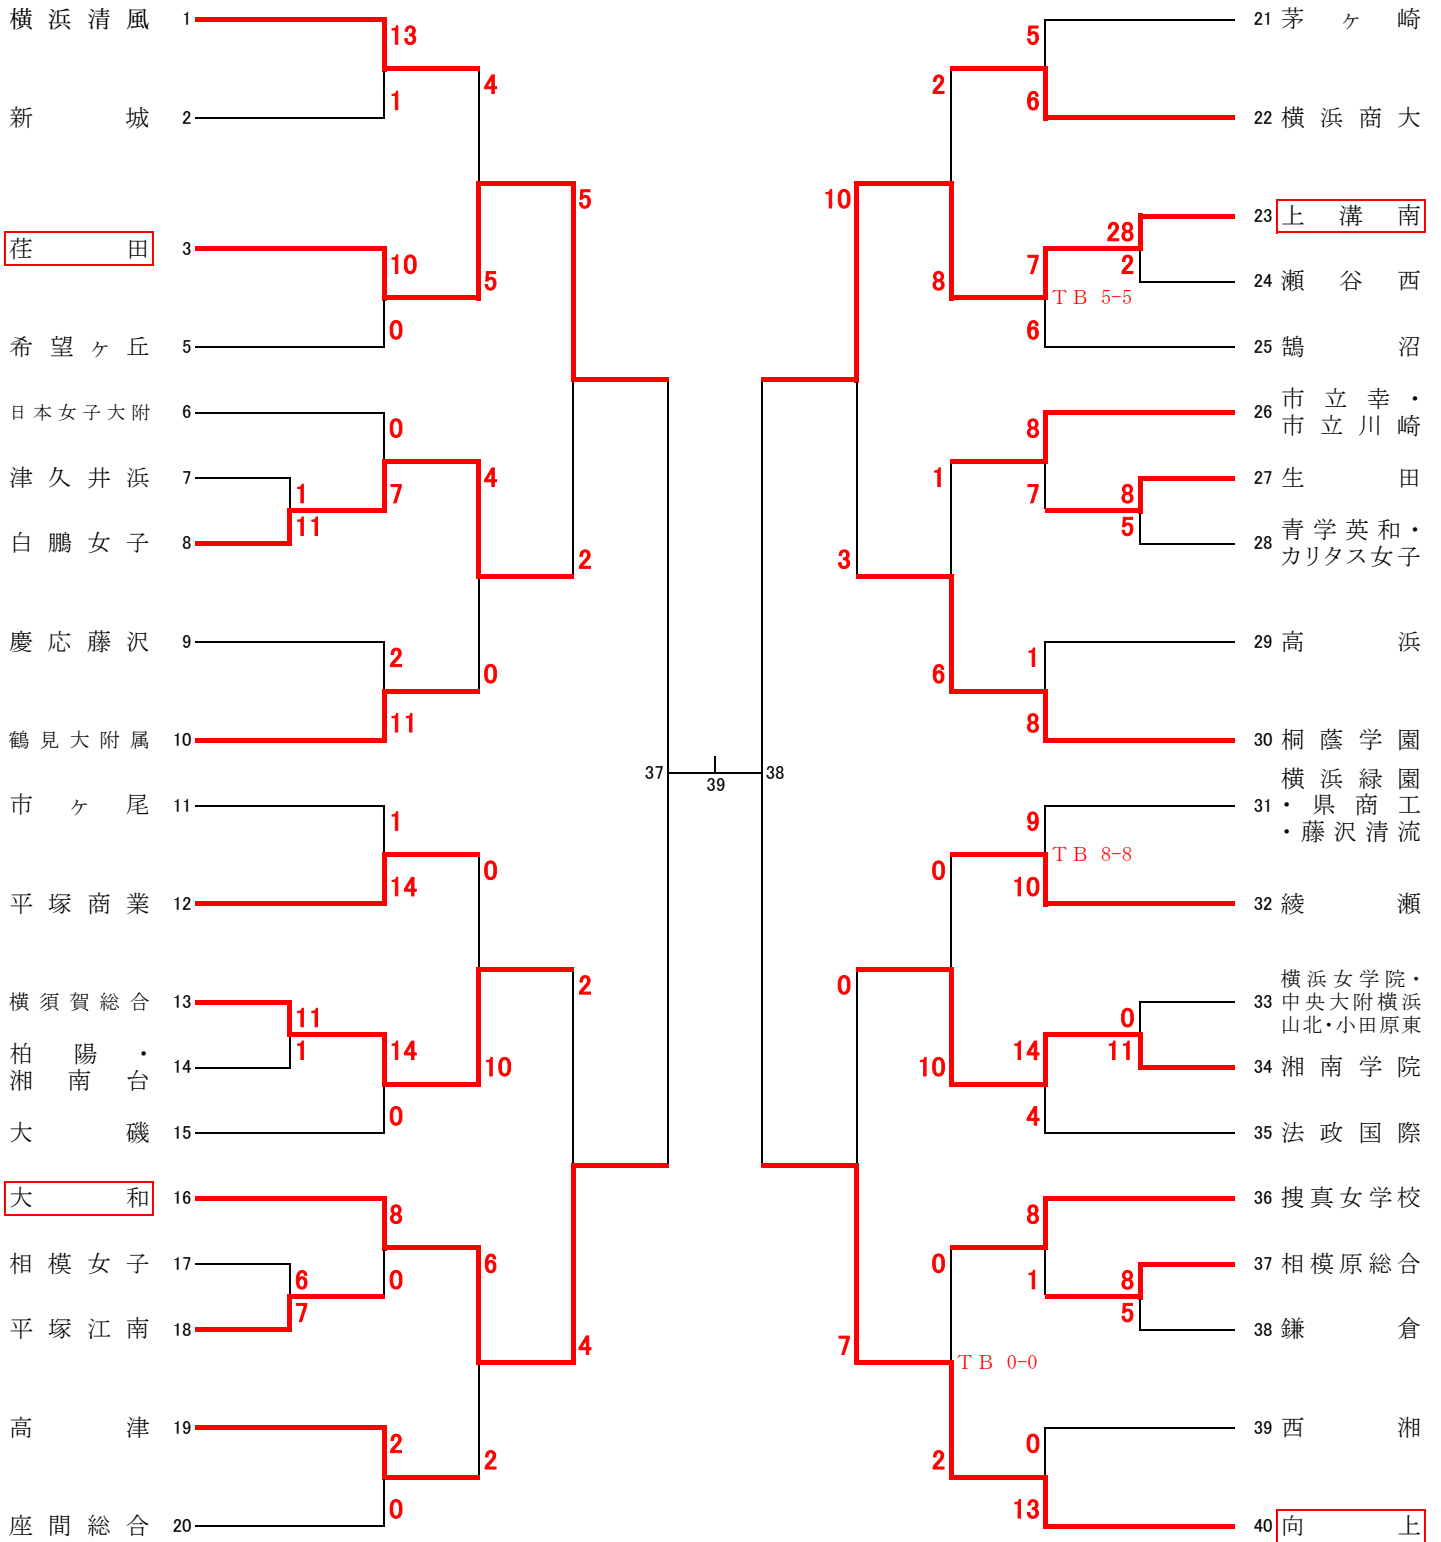 横浜清風 1
13
4
1
新城 2
5
荏田 3
10
5
0
希望ヶ丘 5
日本女子大附 6
0
4
津久井浜 7
1
7
11
白鵬女子 8
2
慶応藤沢 9
2
0
11
鶴見大附属 10
市ヶ尾 11
1
0
14
平塚商業 12
2
横須賀総合 13
11
1
14
10
柏陽・
湘南台
14
0
大磯 15
大和 16
8
6
相模女子 17
6
0
7
平塚江南 18
4
高津 19
2
2
0
座間総合 20
37
39
38
21 茅ヶ崎
5
2
6
22 横浜商大
10
23 上溝南
28
7
2
8
TB 5-5
24 瀬谷西
6
25 鵠沼
26 市立幸・
市立川崎
8
1
27 生田
7
8
5
28 青学英和・
カリタス女子
3
29 高浜
1
6
8
30 桐蔭学園
31 横浜緑園
・県商工
・藤沢清流
9
TB 8-8
0
10
32 綾瀬
0
33 横浜女学院・
中央大附横浜
山北・小田原東
0
14
11
10
34 湘南学院
4
35 法政国際
36 捜真女学校
8
0
37 相模原総合
1
8
5
38 鎌倉
7
TB 0-0
39 西湘
0
2
13
40 向上